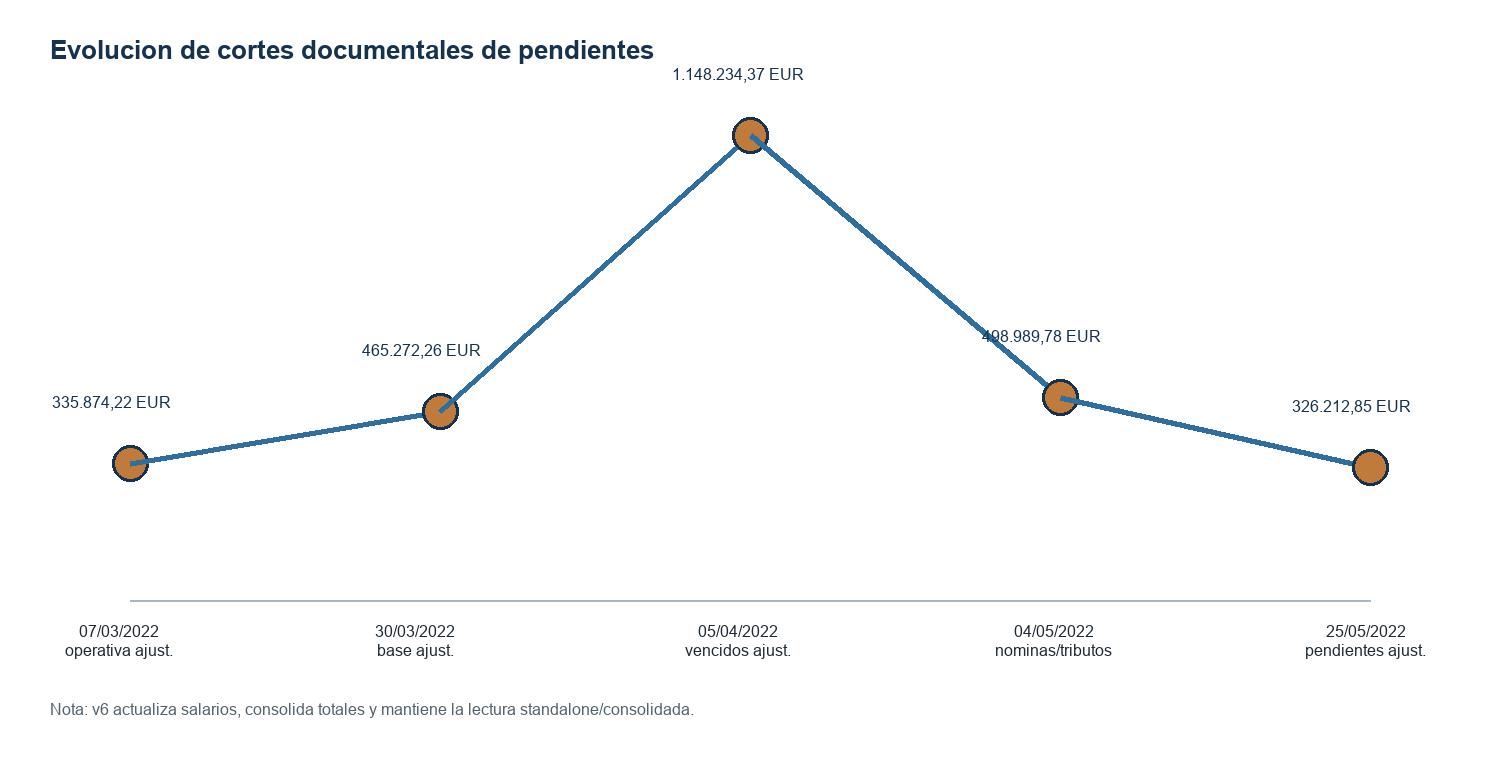 Evolucion de cortes documentales de pendientes
1.148.234,37 EUR
498.989,78 EUR
465.272,26 EUR
335.874,22 EUR
326.212,85 EUR
07/03/2022
operativa ajust.
30/03/2022
base ajust.
05/04/2022
vencidos ajust.
04/05/2022
nominas/tributos
25/05/2022
pendientes ajust.
Nota: v6 actualiza salarios, consolida totales y mantiene la lectura standalone/consolidada.